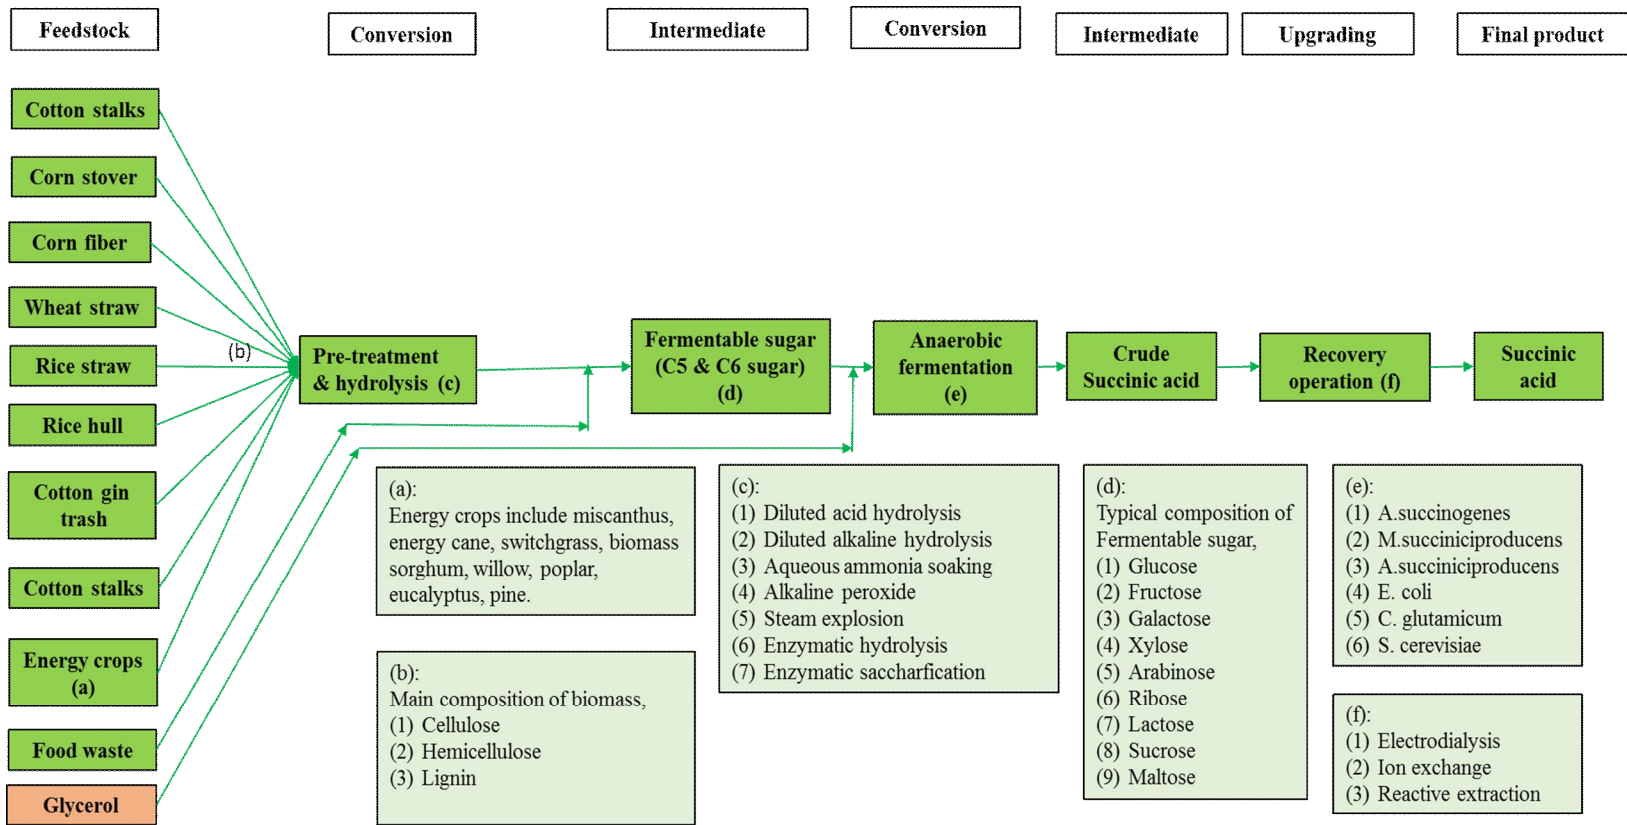 Feedstock
Conversion
Intermediate
Conversion
Intermediate
Upgrading
Final product
Cotton stalks
Corn stover
Corn fiber
Wheat straw
Rice straw
Rice hull
Cotton gin
trash
Cotton stalks
Energy crops
(a)
Food waste
Glycerol
(b)
Pre-treatment
& hydrolysis (c)
Fermentable sugar
(C5 & C6 sugar)
(d)
Anaerobic
fermentation
(e)
Crude
Succinic acid
Recovery
operation (f)
Succinic
acid
(a):
Energy crops include miscanthus,
energy cane, switchgrass, biomass
sorghum, willow, poplar,
eucalyptus, pine.
(b):
Main composition of biomass,
(1) Cellulose
(2) Hemicellulose
(3) Lignin
(c):
(1) Diluted acid hydrolysis
(2) Diluted alkaline hydrolysis
(3) Aqueous ammonia soaking
(4) Alkaline peroxide
(5) Steam explosion
(6) Enzymatic hydrolysis
(7) Enzymatic saccharfication
(d):
Typical composition of
Fermentable sugar,
(1) Glucose
(2) Fructose
(3) Galactose
(4) Xylose
(5) Arabinose
(6) Ribose
(7) Lactose
(8) Sucrose
(9) Maltose
(e):
(1) A.succinogenes
(2) M.succiniciproducens
(3) A.succiniciproducens
(4) E. coli
(5) C. glutamicum
(6) S. cerevisiae
(f):
(1) Electrodialysis
(2) Ion exchange
(3) Reactive extraction